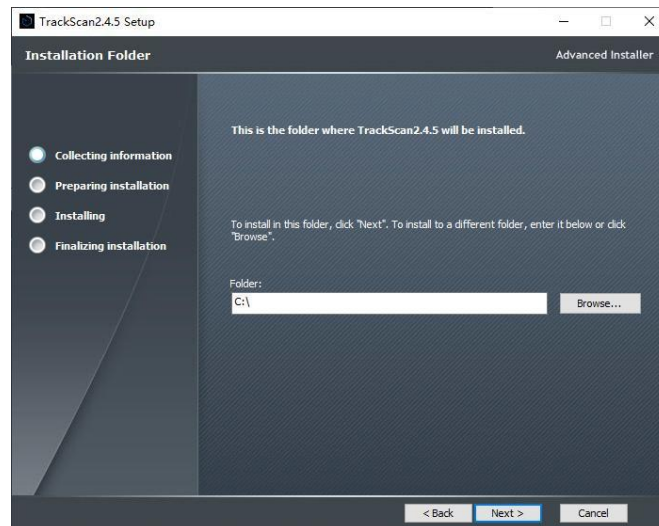 TrackScan2.4.5 Setup
Installation Folder
Advanced Installer
This is the folder where TrackScan2.4.5 will be installed.
Collecting information
Preparing installation
Installing
Finalizing installation
To install in this folder, click "Next". To install to a different folder, enter it below or click
"Browse".
Folder:
C:\
Browse...
< Back
Next >
Cancel